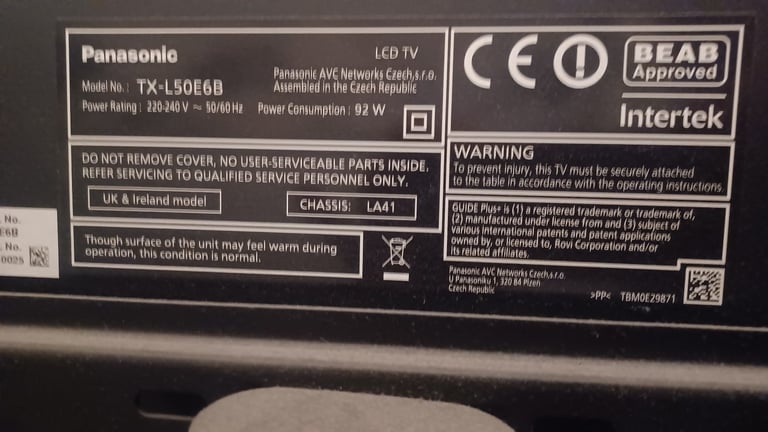 Panasonic
LCD TV
Model No. : TX-L50E6B
Panasonic AVC Networks Czech,s.r.o.
Assembled in the Czech Republic
Power Rating : 220-240 V ~ 50/60 Hz Power Consumption : 92 W
DO NOT REMOVE COVER, NO USER-SERVICEABLE PARTS INSIDE.
REFER SERVICING TO QUALIFIED SERVICE PERSONNEL ONLY.
UK & Ireland model
CHASSIS: LA41
Though surface of the unit may feel warm during
operation, this condition is normal.
CE
BEAB
Approved
Intertek
WARNING
To prevent injury, this TV must be securely attached
to the table in accordance with the operating instructions
GUIDE Plus+ is (1) a registered trademark or trademark of,
(2) manufactured under license from and (3) subject of
various international patents and patent applications
owned by, or licensed to, Rovi Corporation and/or
its related affiliates.
Panasonic AVC Networks Czech,s.r.o.
U Panasoniku 1, 320 84 Plzen
Czech Republic
>PP< TBM0E29871
No.
E6B
No.
0025